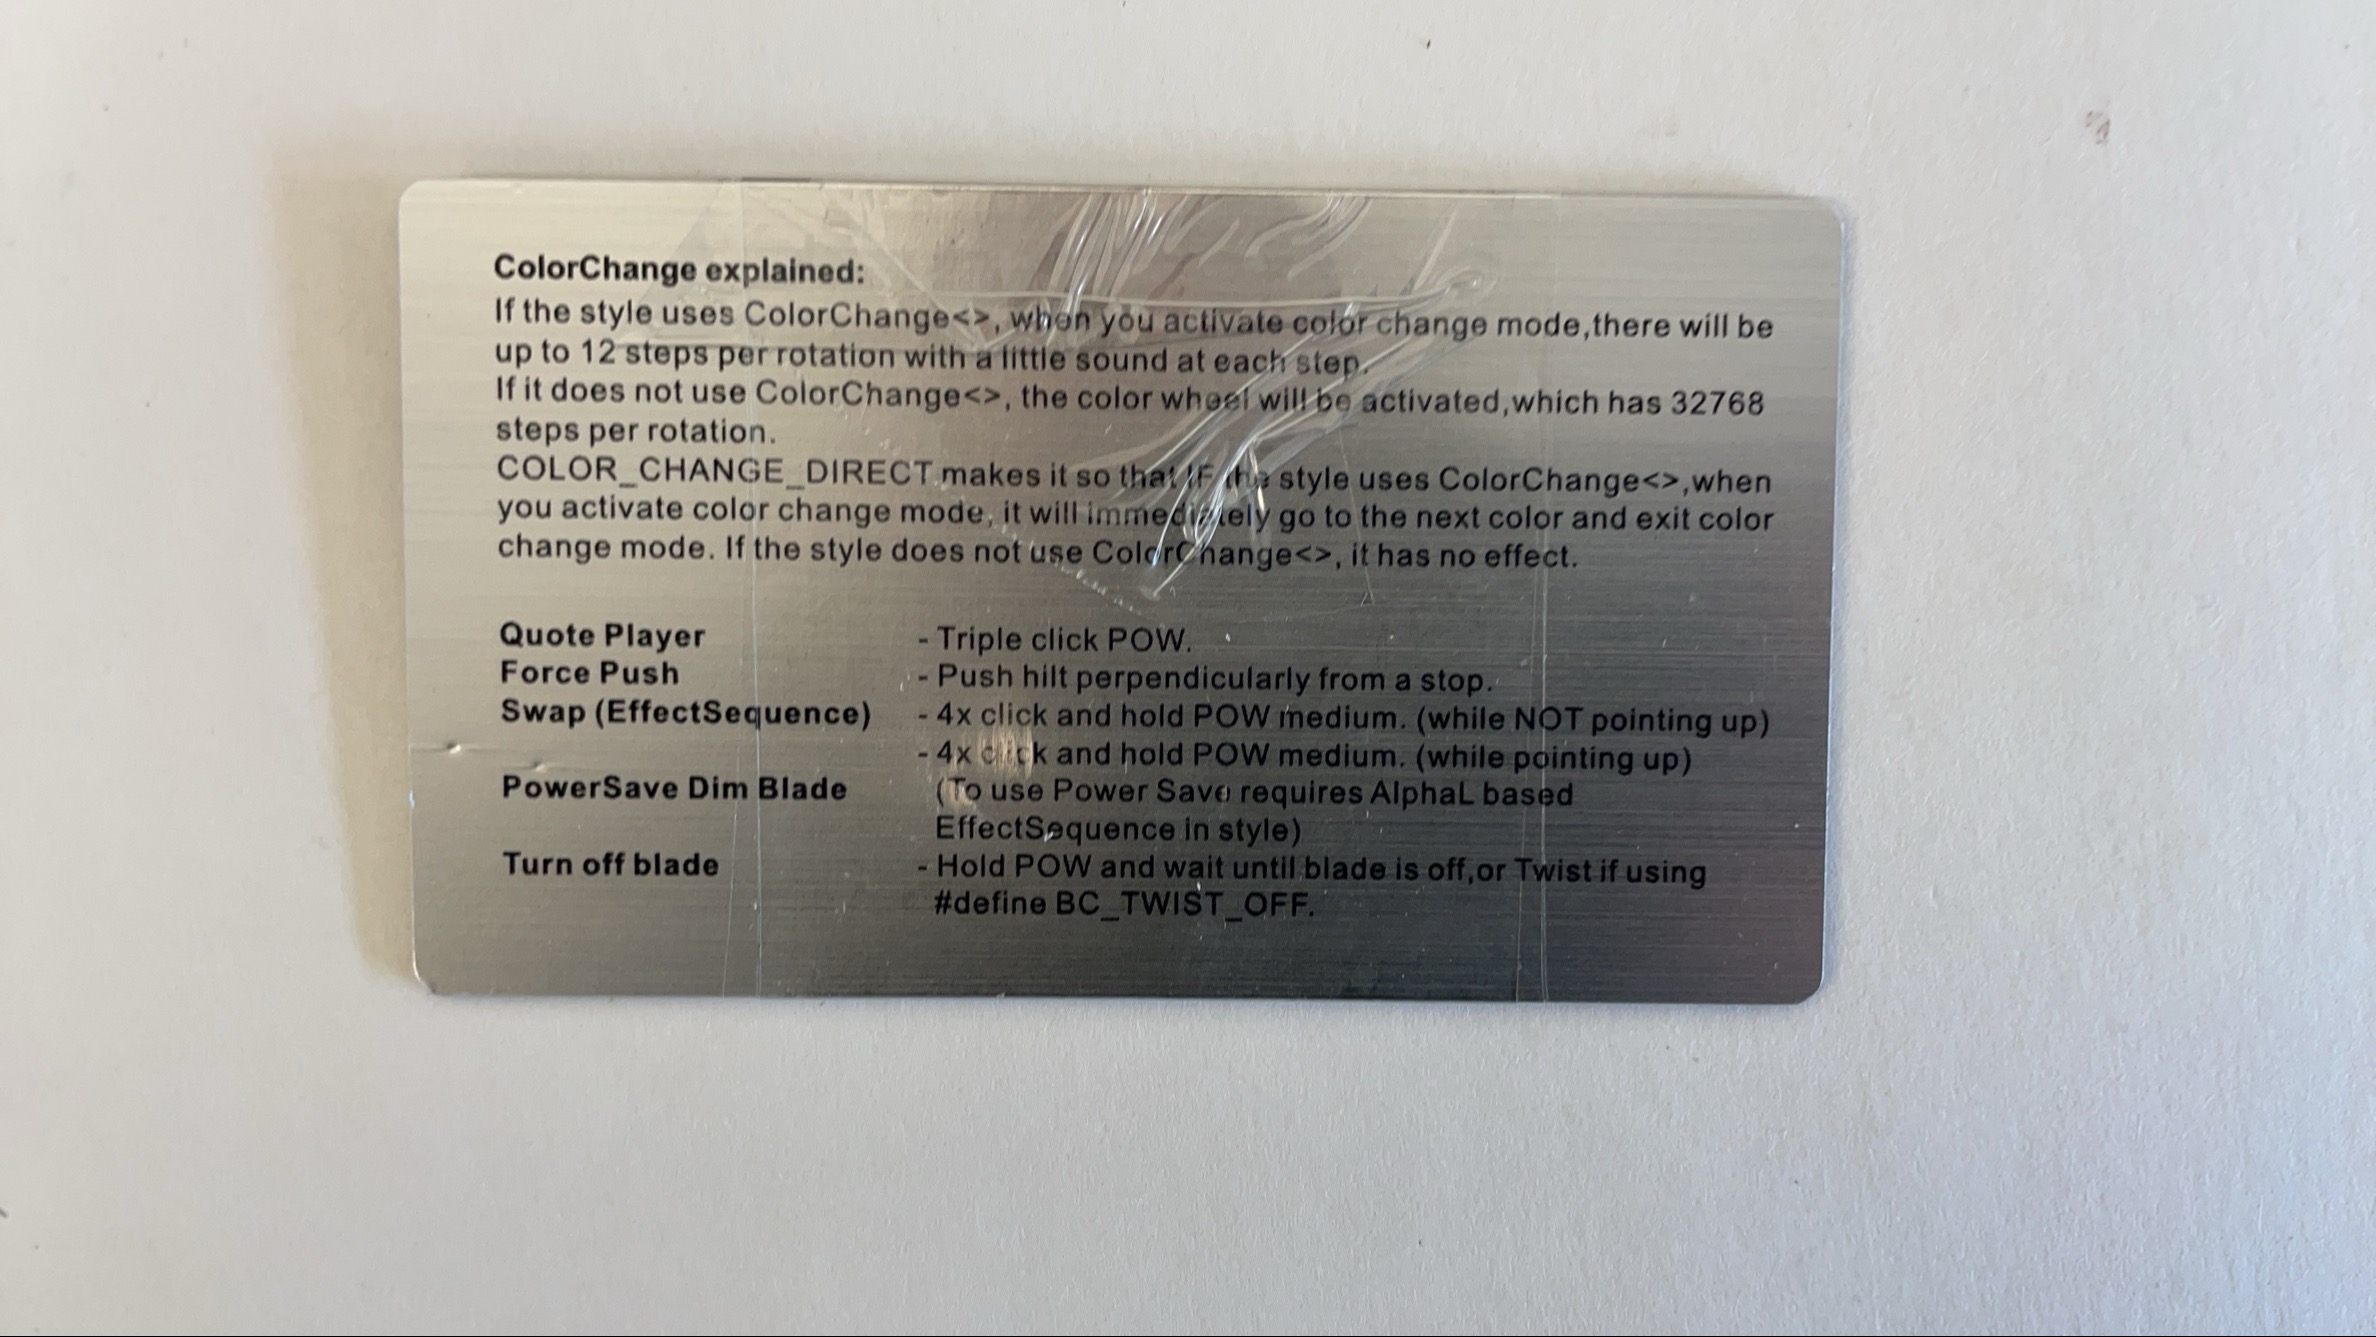 ColorChange explained:
If the style uses ColorChange<>, when you activate color change mode,there will be
up to 12 steps per rotation with a little sound at each step.
If it does not use ColorChange<>, the color wheel will be activated,which has 32768
steps per rotation.
COLOR_CHANGE_DIRECT makes it so that IF the style uses ColorChange<>,when
you activate color change mode, it will immediately go to the next color and exit color
change mode. If the style does not use ColorChange<>, it has no effect.
Quote Player - Triple click POW.
Force Push - Push hilt perpendicularly from a stop.
Swap (EffectSequence) - 4x click and hold POW medium. (while NOT pointing up)
- 4x click and hold POW medium. (while pointing up)
PowerSave Dim Blade (To use Power Save requires AlphaL based
EffectSequence in style)
Turn off blade - Hold POW and wait until blade is off,or Twist if using
#define BC_TWIST_OFF.